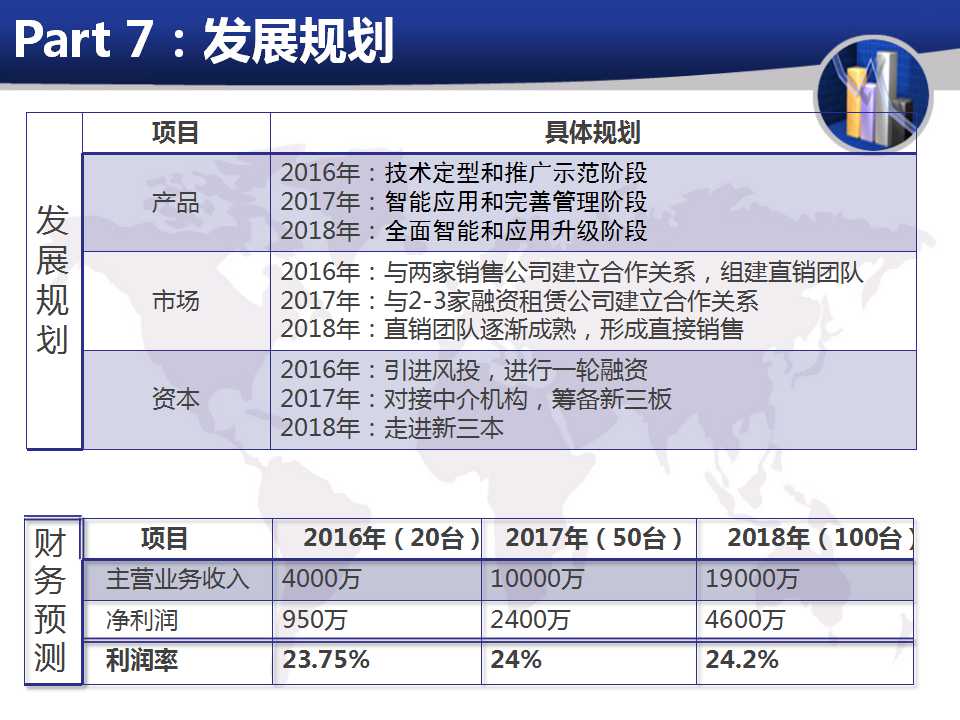 Part 7：发展规划
项目 具体规划
发展规划
产品
2016年：技术定型和推广示范阶段
2017年：智能应用和完善管理阶段
2018年：全面智能和应用升级阶段
市场
2016年：与两家销售公司建立合作关系，组建直销团队
2017年：与2-3家融资租赁公司建立合作关系
2018年：直销团队逐渐成熟，形成直接销售
资本
2016年：引进风投，进行一轮融资
2017年：对接中介机构，筹备新三板
2018年：走进新三本
财务预测
项目 2016年（20台） 2017年（50台） 2018年（100台）
主营业务收入 4000万 10000万 19000万
净利润 950万 2400万 4600万
利润率 23.75% 24% 24.2%